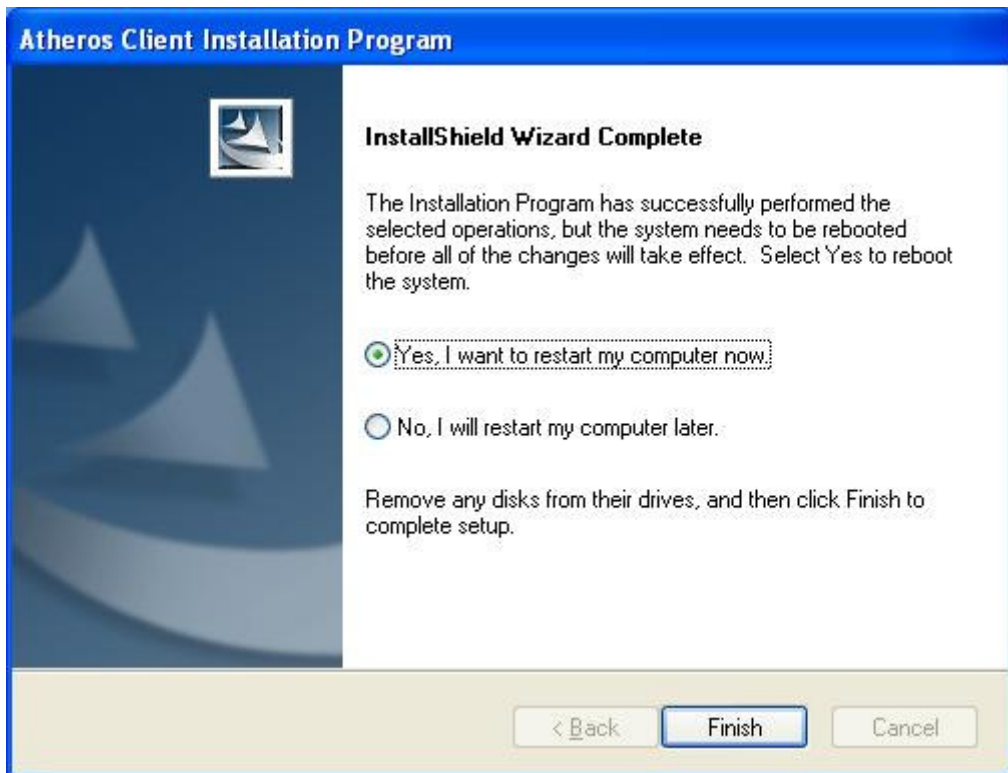 Atheros Client Installation Program
InstallShield Wizard Complete
The Installation Program has successfully performed the
selected operations, but the system needs to be rebooted
before all of the changes will take effect.  Select Yes to reboot
the system.
Yes, I want to restart my computer now.
No, I will restart my computer later.
Remove any disks from their drives, and then click Finish to
complete setup.
< Back Finish Cancel